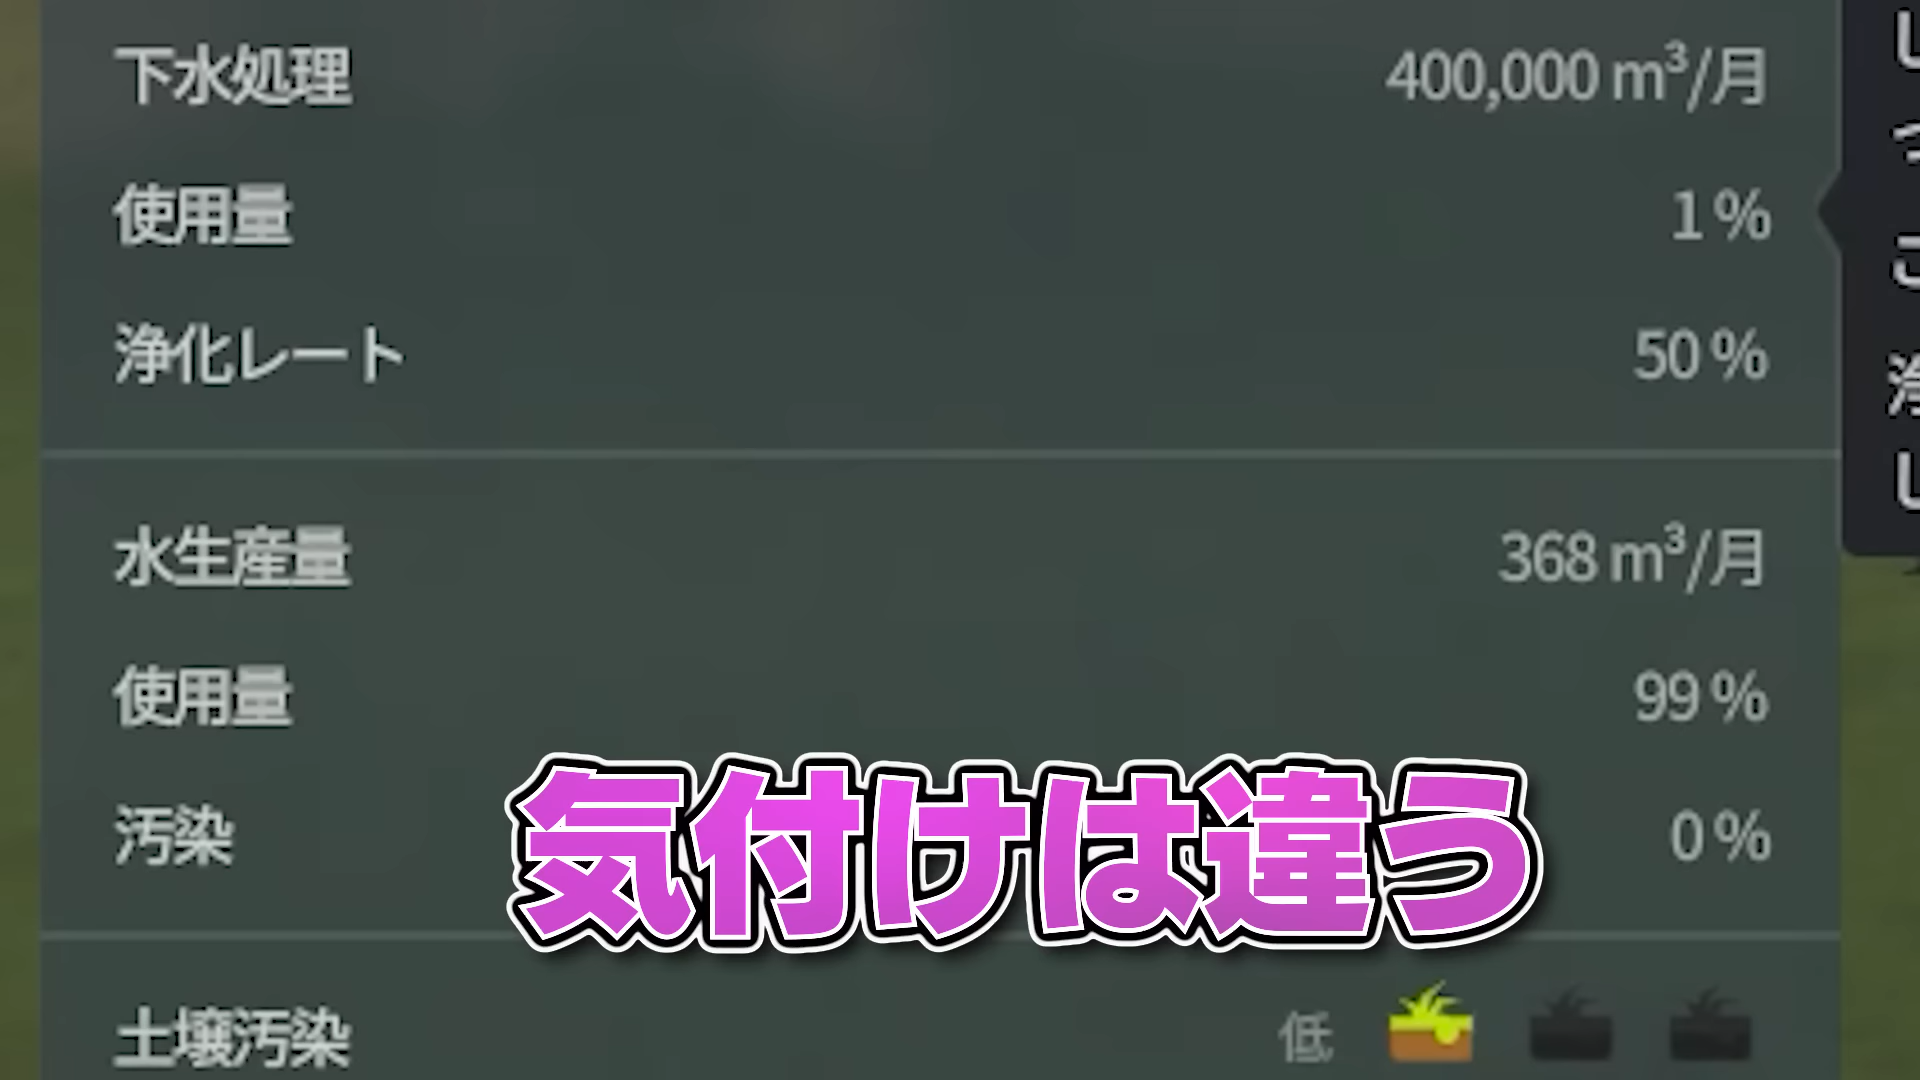 下水処理 400,000 m³/月
使用量 1 %
浄化レート 50 %
水生産量 368 m³/月
使用量 99 %
汚染 0 %
気付けは違う
土壌汚染 低